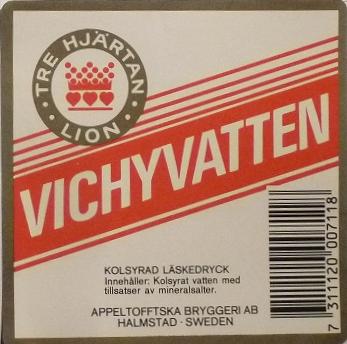 TRE HJÄRTAN
· LION ·
VICHYVATTEN
KOLSYRAD LÄSKEDRYCK
Innehåller: Kolsyrat vatten med
tillsatser av mineralsalter.
APPELTOFFTSKA BRYGGERI AB
HALMSTAD · SWEDEN
7 311120 007118